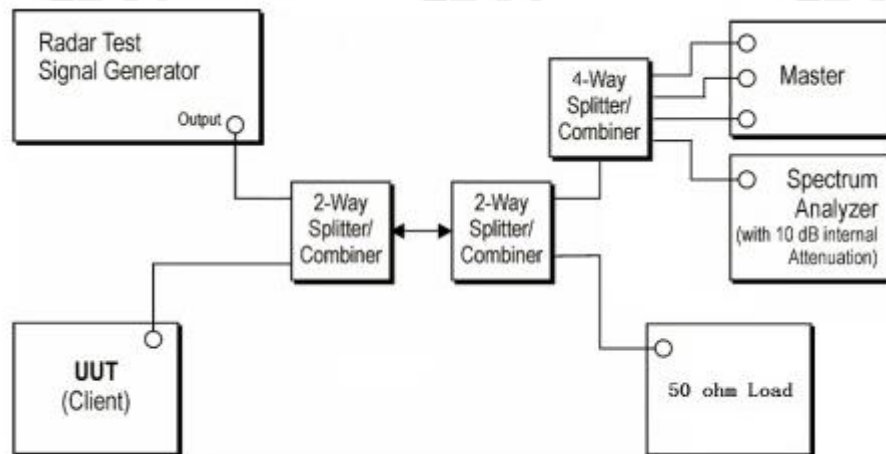 Radar Test
Signal Generator
Output
4-Way
Splitter/
Combiner
Master
2-Way
Splitter/
Combiner
2-Way
Splitter/
Combiner
Spectrum
Analyzer
(with 10 dB internal
Attenuation)
UUT
(Client)
50 ohm Load